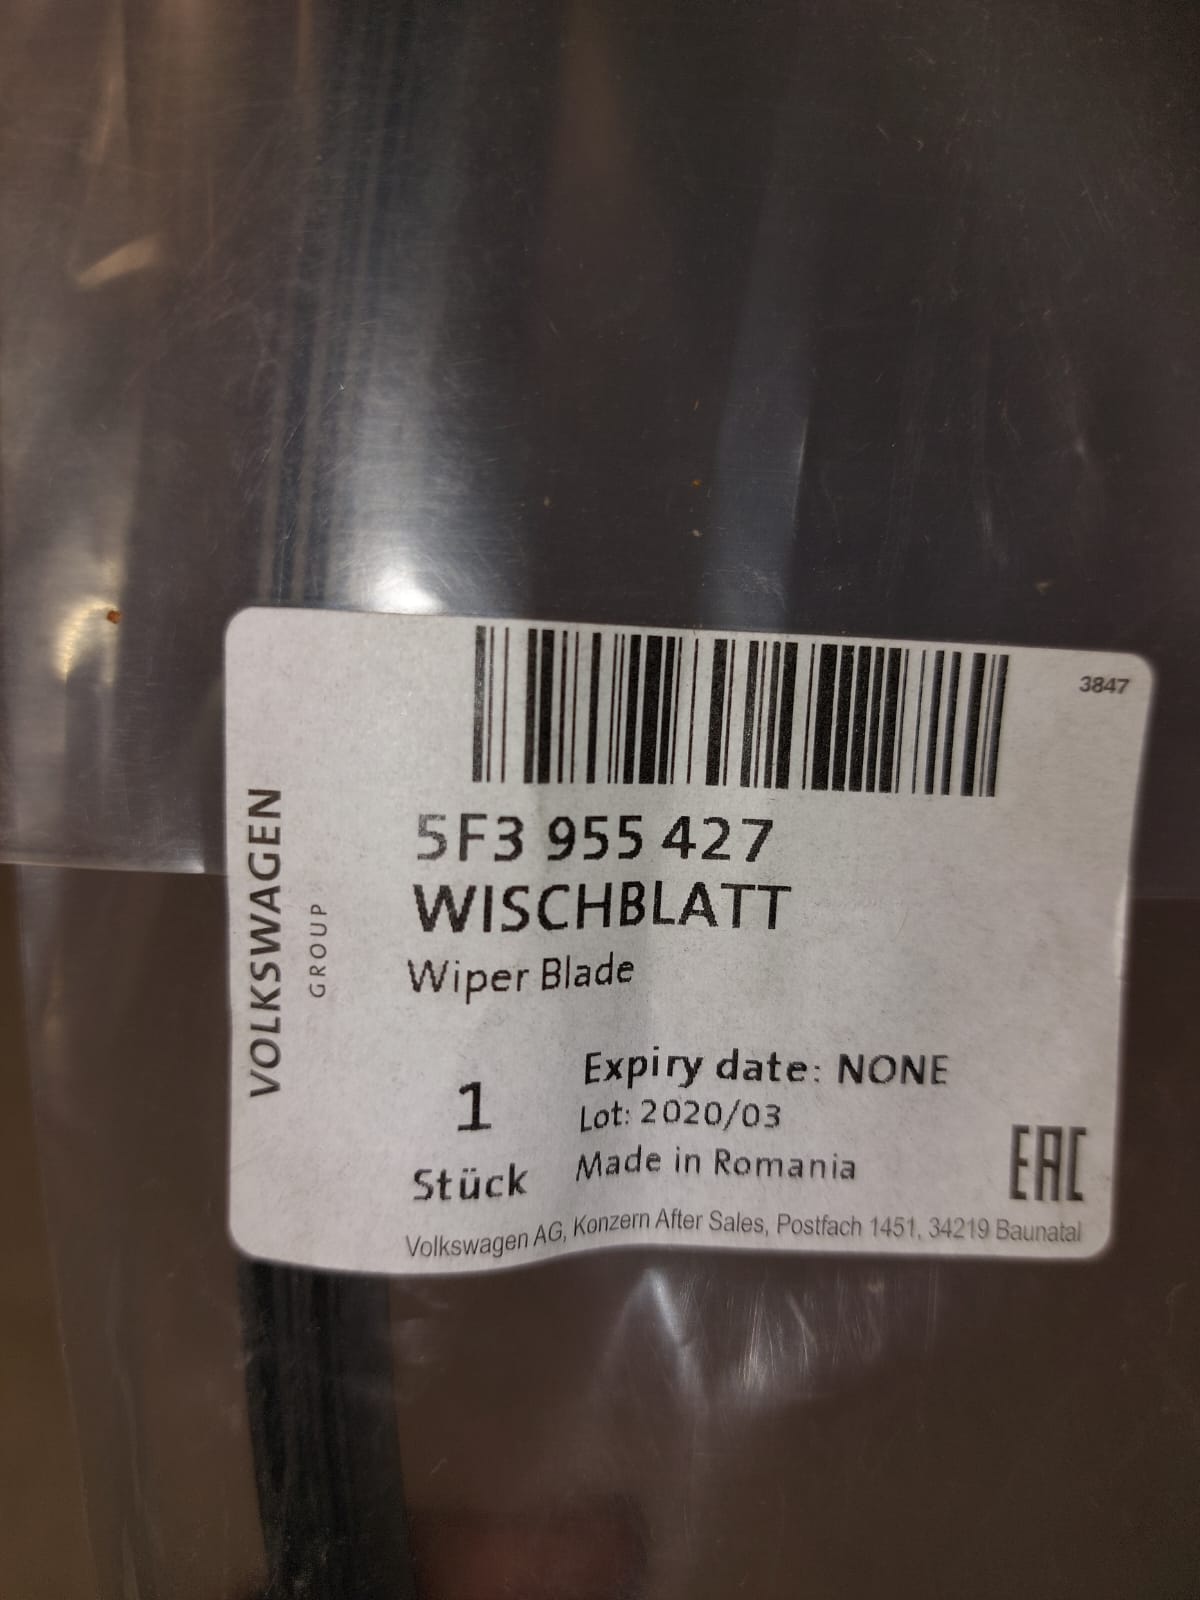 3847
5F3 955 427
WISCHBLATT
Wiper Blade
VOLKSWAGEN
GROUP
1
Stück
Expiry date: NONE
Lot: 2020/03
Made in Romania
EAC
Volkswagen AG, Konzern After Sales, Postfach 1451, 34219 Baunatal